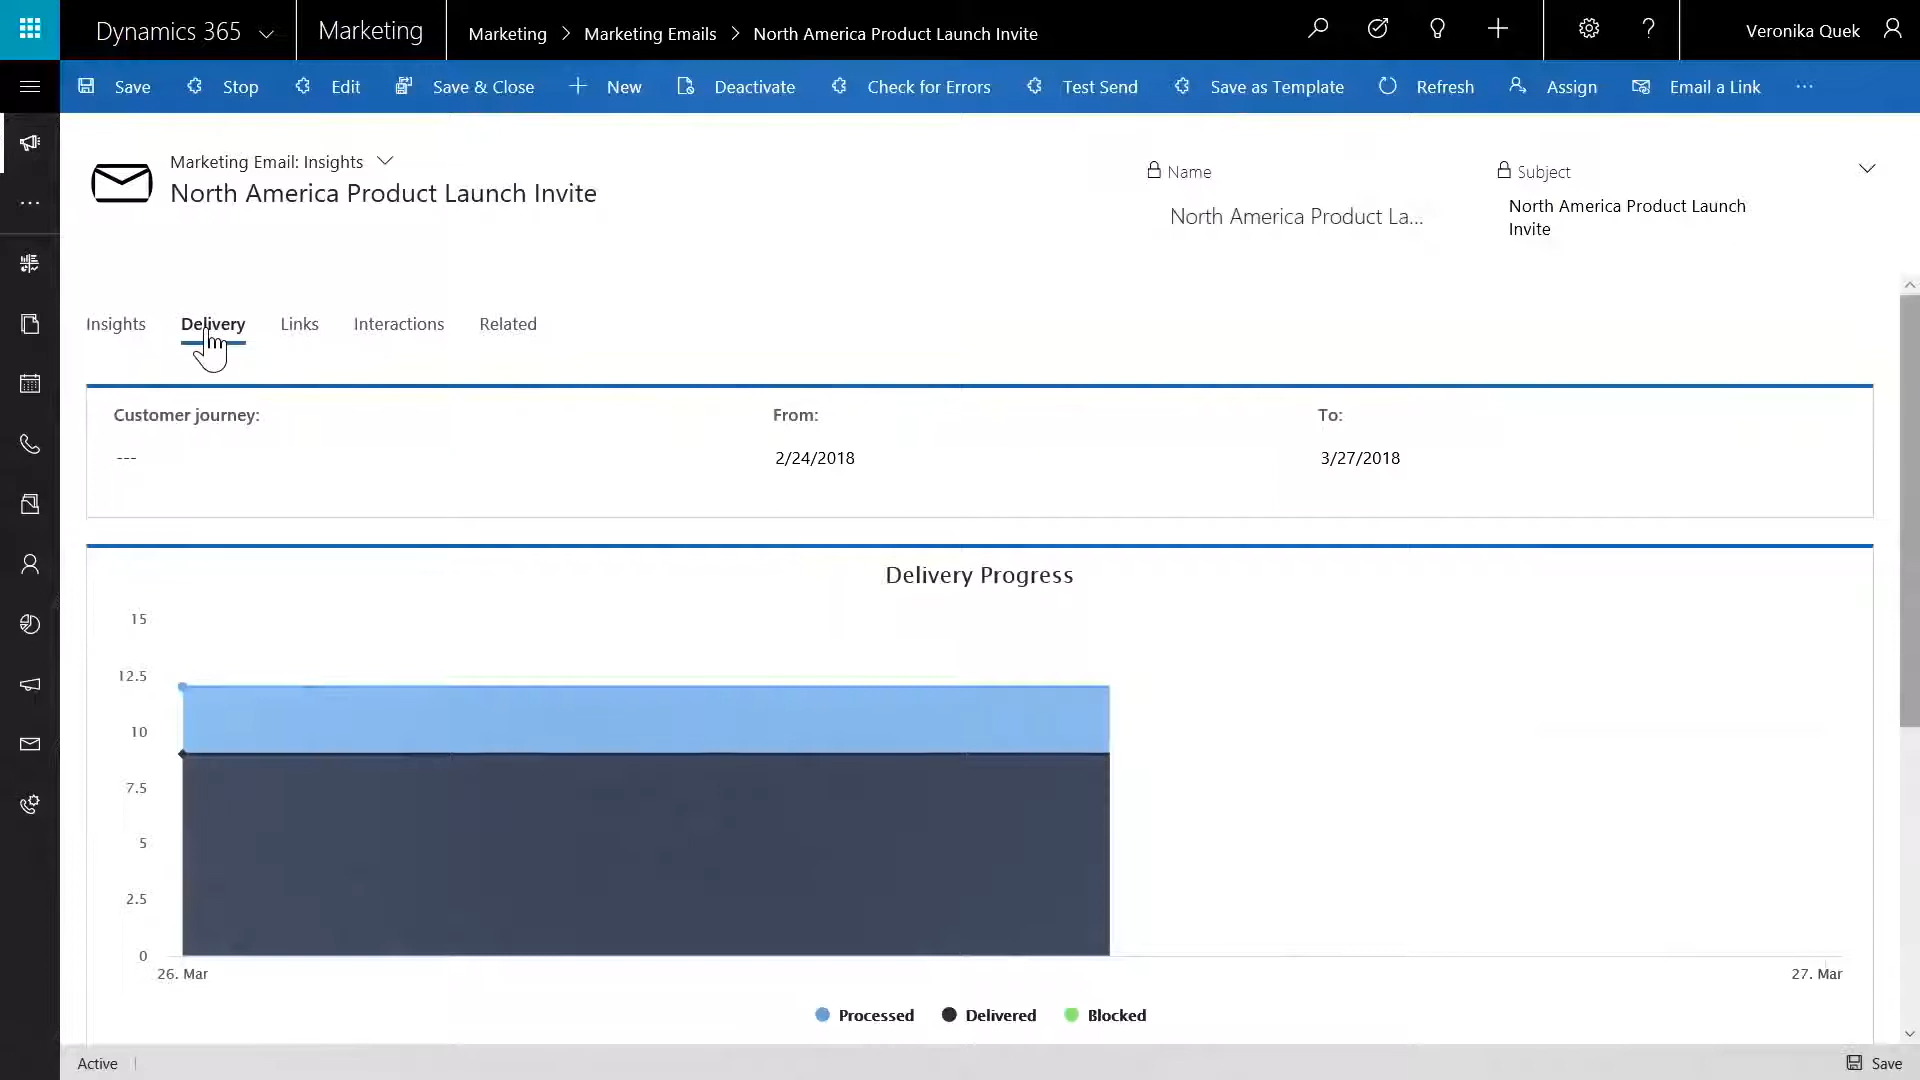 Dynamics 365
Marketing
Marketing > Marketing Emails > North America Product Launch Invite
Veronika Quek
Save
Stop
Edit
Save & Close
New
Deactivate
Check for Errors
Test Send
Save as Template
Refresh
Assign
Email a Link
Marketing Email: Insights
North America Product Launch Invite
Name
North America Product La...
Subject
North America Product Launch
Invite
Insights
Delivery
Links
Interactions
Related
Customer journey:
---
From:
2/24/2018
To:
3/27/2018
Delivery Progress
15
12.5
10
7.5
5
2.5
0
26. Mar
27. Mar
Processed
Delivered
Blocked
Active
Save